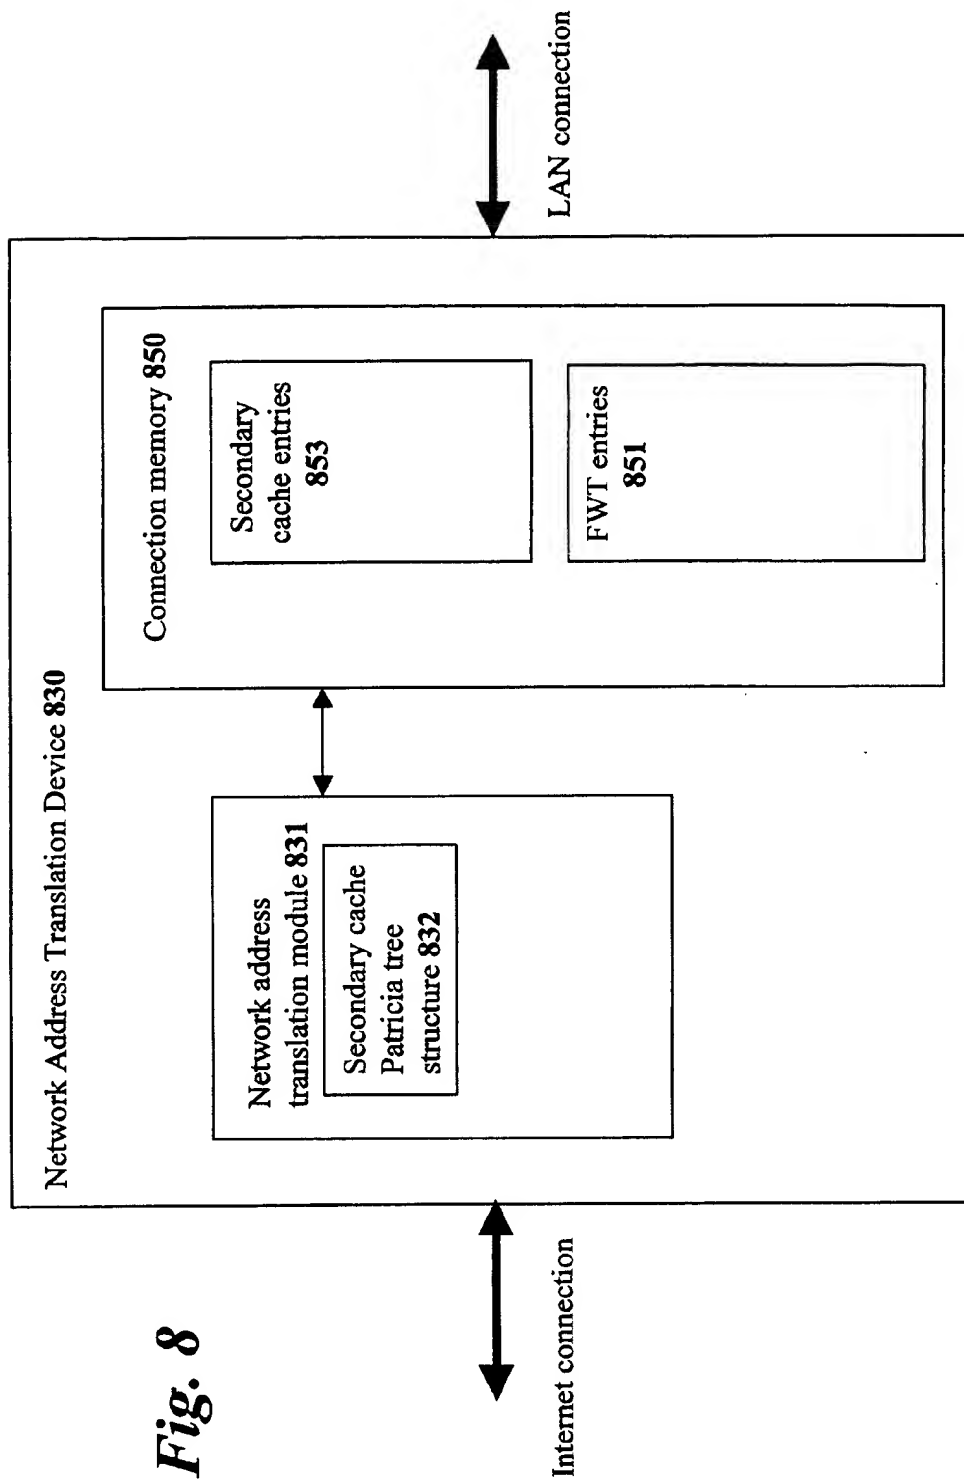 Fig. 8
Network Address Translation Device 830
Network address
translation module 831
Secondary cache
Patricia tree
structure 832
Connection memory 850
Secondary
cache entries
853
FWT entries
851
Internet connection
LAN connection